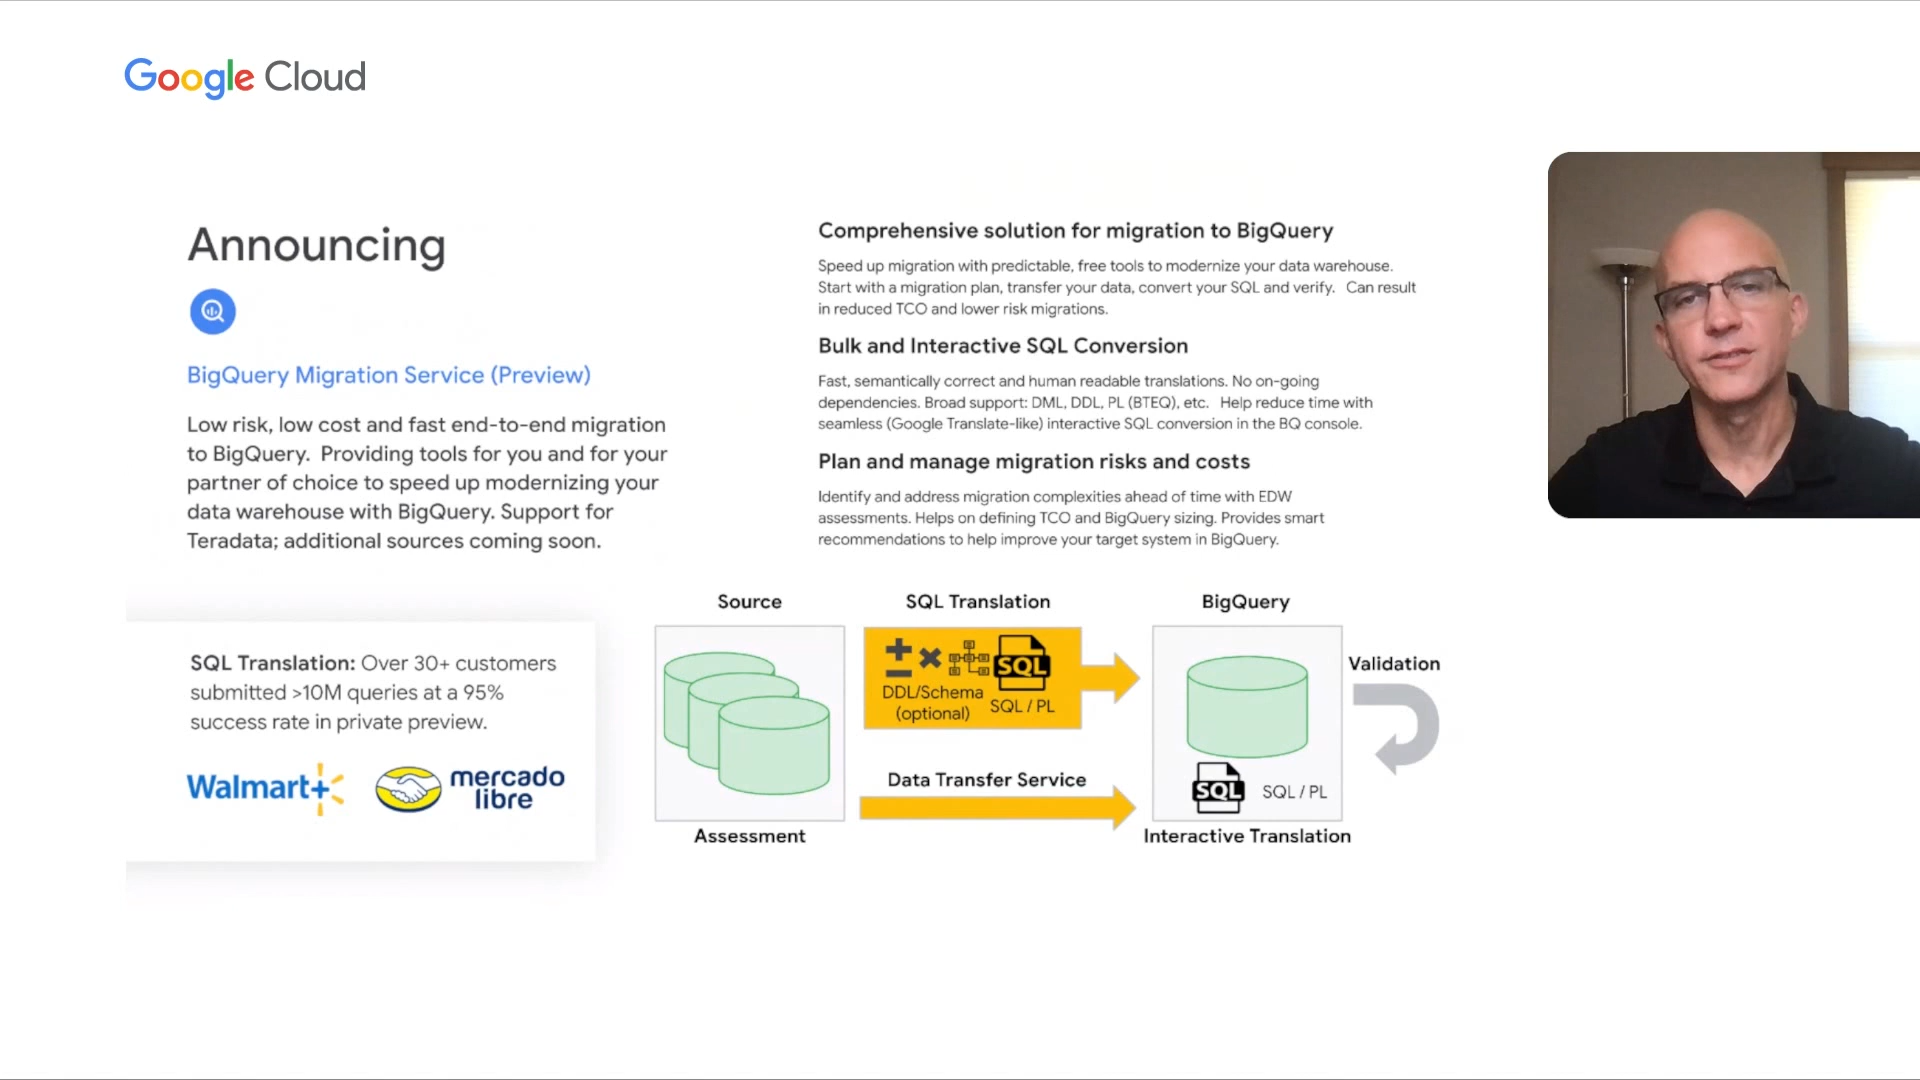 Google Cloud
Announcing
BigQuery Migration Service (Preview)
Low risk, low cost and fast end-to-end migration
to BigQuery. Providing tools for you and for your
partner of choice to speed up modernizing your
data warehouse with BigQuery. Support for
Teradata; additional sources coming soon.
Comprehensive solution for migration to BigQuery
Speed up migration with predictable, free tools to modernize your data warehouse.
Start with a migration plan, transfer your data, convert your SQL and verify. Can result
in reduced TCO and lower risk migrations.
Bulk and Interactive SQL Conversion
Fast, semantically correct and human readable translations. No on-going
dependencies. Broad support: DML, DDL, PL (BTEQ), etc. Help reduce time with
seamless (Google Translate-like) interactive SQL conversion in the BQ console.
Plan and manage migration risks and costs
Identify and address migration complexities ahead of time with EDW
assessments. Helps on defining TCO and BigQuery sizing. Provides smart
recommendations to help improve your target system in BigQuery.
SQL Translation: Over 30+ customers
submitted >10M queries at a 95%
success rate in private preview.
Walmart+
mercado
libre
Source
Assessment
SQL Translation
SQL
DDL/Schema
(optional)
SQL / PL
Data Transfer Service
BigQuery
SQL
SQL / PL
Interactive Translation
Validation